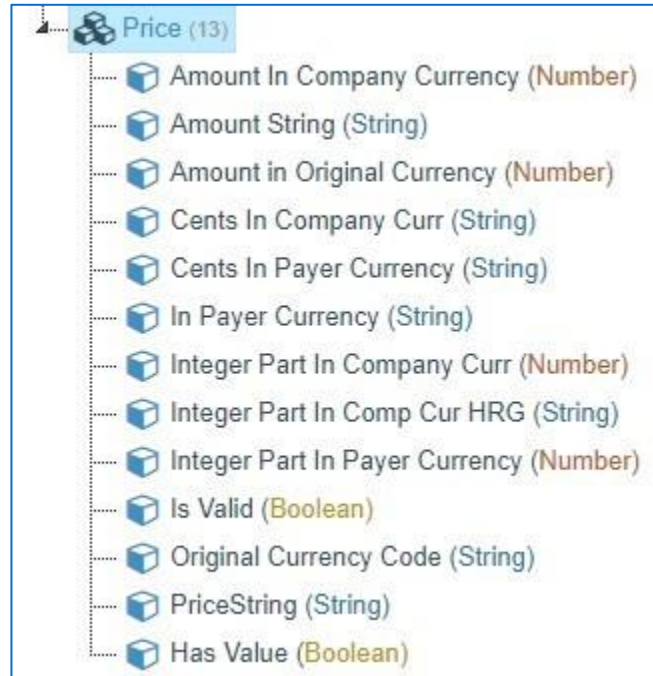 Price (13)
Amount In Company Currency (Number)
Amount String (String)
Amount in Original Currency (Number)
Cents In Company Curr (String)
Cents In Payer Currency (String)
In Payer Currency (String)
Integer Part In Company Curr (Number)
Integer Part In Comp Cur HRG (String)
Integer Part In Payer Currency (Number)
Is Valid (Boolean)
Original Currency Code (String)
PriceString (String)
Has Value (Boolean)